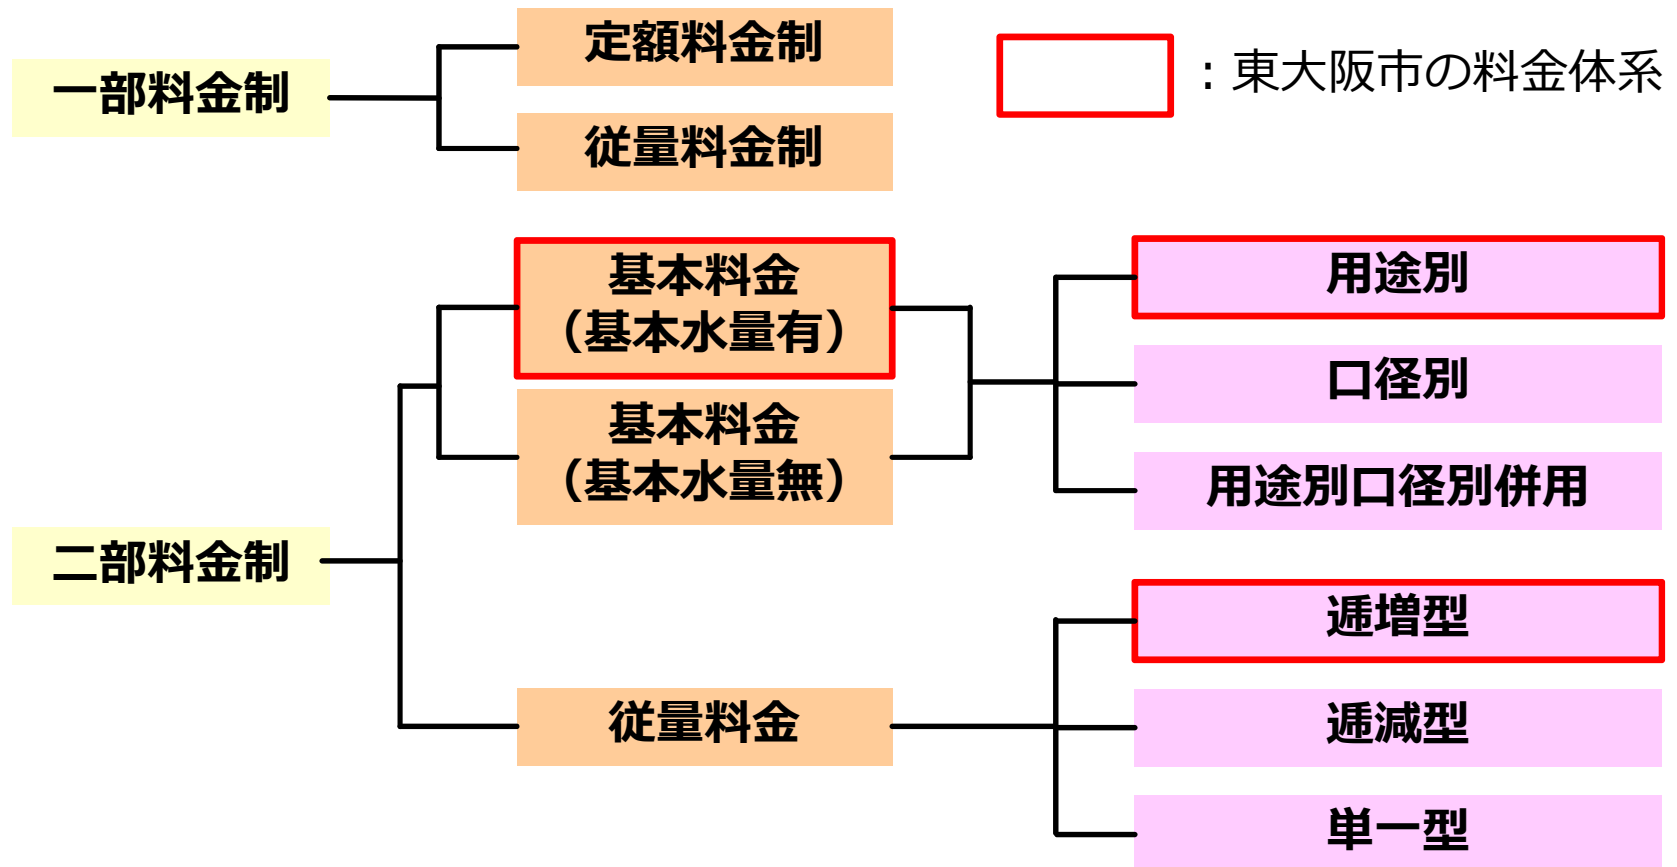 定額料金制
：東大阪市の料金体系
一部料金制
従量料金制
基本料金
（基本水量有）
用途別
口径別
基本料金
（基本水量無）
用途別口径別併用
二部料金制
逓増型
従量料金
逓減型
単一型